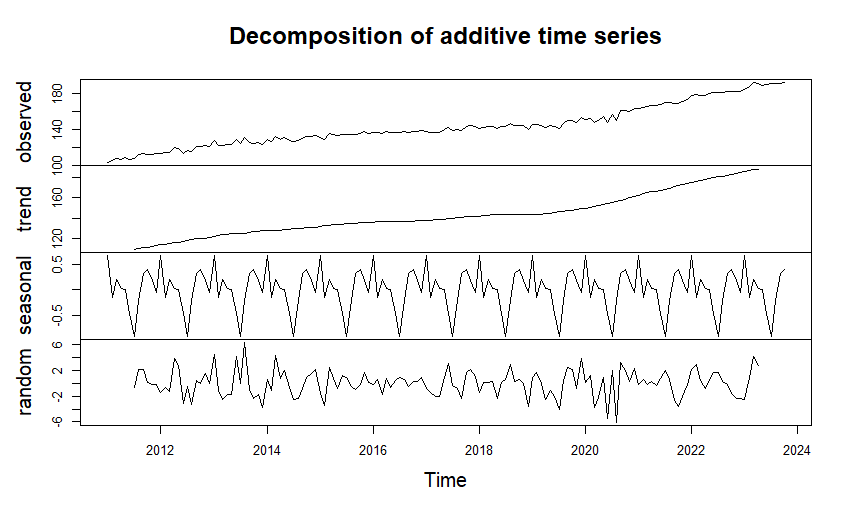 Decomposition of additive time series
observed
100 140 180
trend
120 160
seasonal
-0.5 0.5
random
-6 -2 2 6
2012 2014 2016 2018 2020 2022 2024
Time